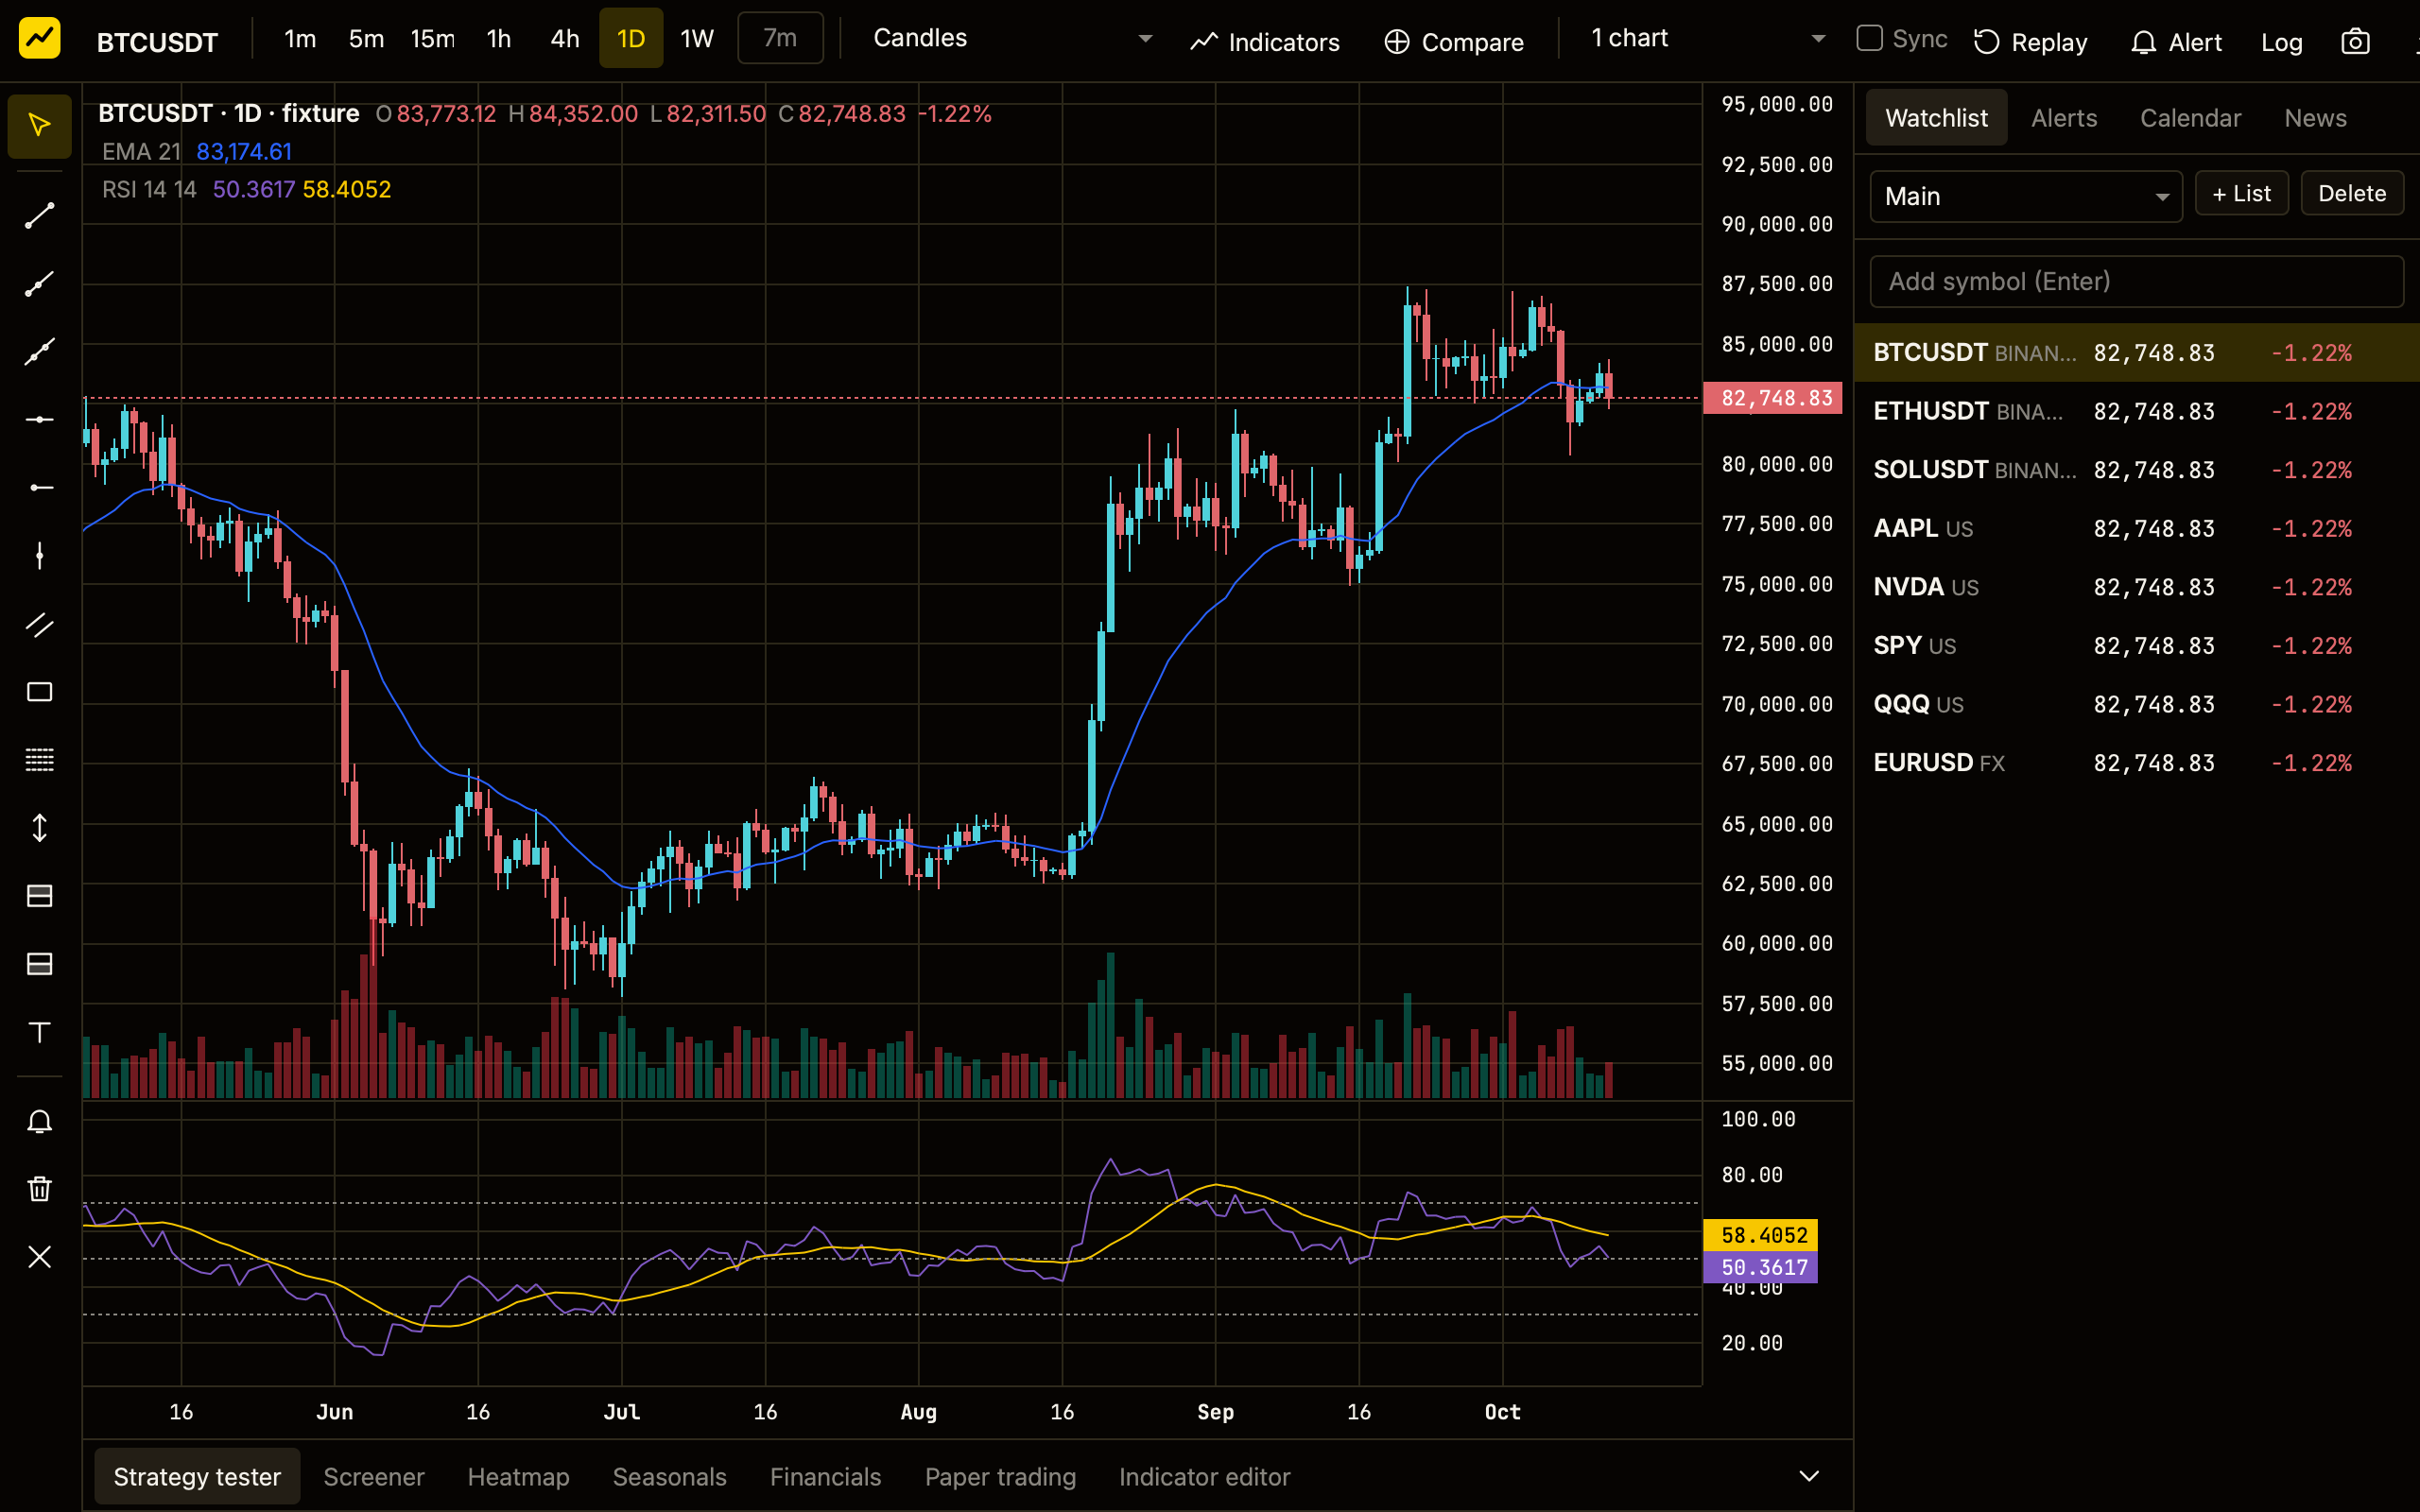 BTCUSDT 1m 5m 15m 1h 4h 1D 1W 7m Candles Indicators Compare 1 chart Sync Replay Alert Log
BTCUSDT · 1D · fixture O 83,773.12 H 84,352.00 L 82,311.50 C 82,748.83 -1.22%
EMA 21 83,174.61
RSI 14 14 50.3617 58.4052
95,000.00
92,500.00
90,000.00
87,500.00
85,000.00
82,748.83
80,000.00
77,500.00
75,000.00
72,500.00
70,000.00
67,500.00
65,000.00
62,500.00
60,000.00
57,500.00
55,000.00
100.00
80.00
58.4052
50.3617
40.00
20.00
16 Jun 16 Jul 16 Aug 16 Sep 16 Oct
Strategy tester Screener Heatmap Seasonals Financials Paper trading Indicator editor
Watchlist Alerts Calendar News
Main + List Delete
Add symbol (Enter)
BTCUSDT BINAN... 82,748.83 -1.22%
ETHUSDT BINA... 82,748.83 -1.22%
SOLUSDT BINAN... 82,748.83 -1.22%
AAPL US 82,748.83 -1.22%
NVDA US 82,748.83 -1.22%
SPY US 82,748.83 -1.22%
QQQ US 82,748.83 -1.22%
EURUSD FX 82,748.83 -1.22%